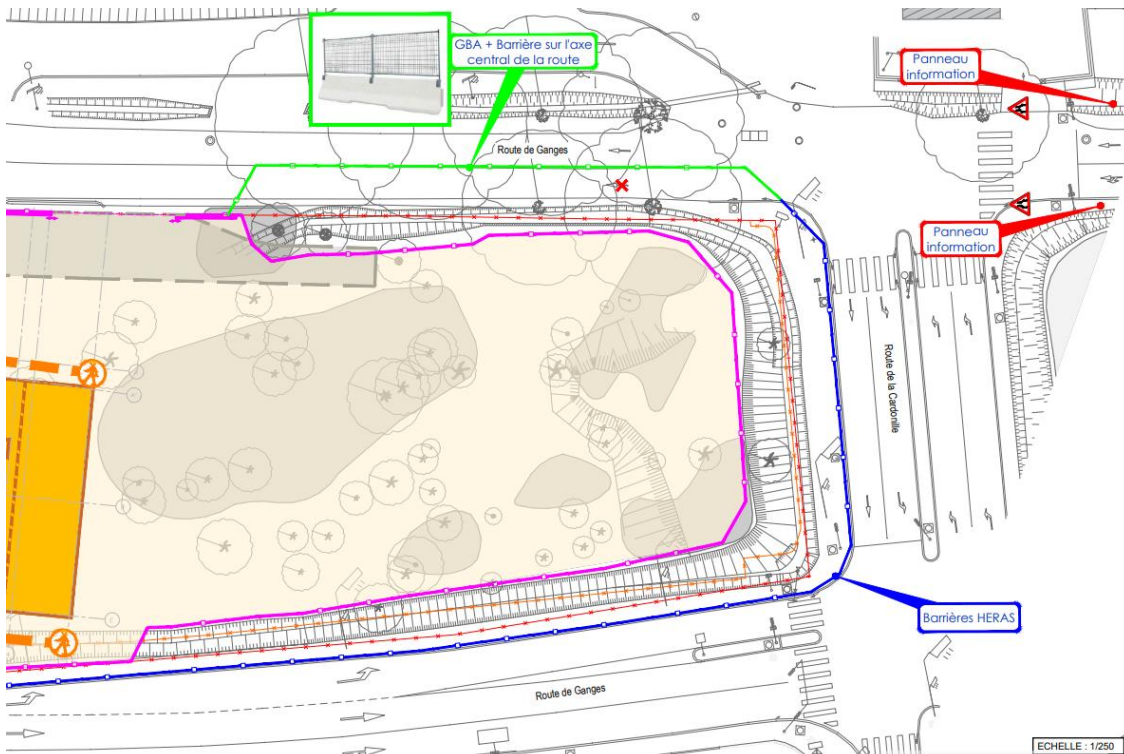 GBA + Barrière sur l'axe
central de la route
Panneau
information
Route de Ganges
Panneau
information
Route de la Cardonille
Barrières HERAS
Route de Ganges
ECHELLE : 1/250